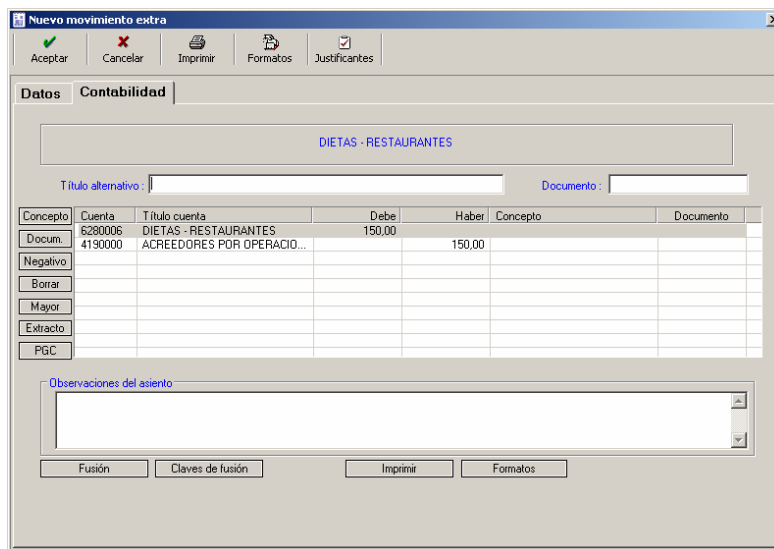 Nuevo movimiento extra
Aceptar Cancelar Imprimir Formatos Justificantes
Datos Contabilidad
DIETAS - RESTAURANTES
Título alternativo : Documento :
Concepto Cuenta Título cuenta Debe Haber Concepto Documento
6280006 DIETAS - RESTAURANTES 150,00
Docum.
4190000 ACREEDORES POR OPERACIO... 150,00
Negativo
Borrar
Mayor
Extracto
PGC
Observaciones del asiento
Fusión Claves de fusión Imprimir Formatos